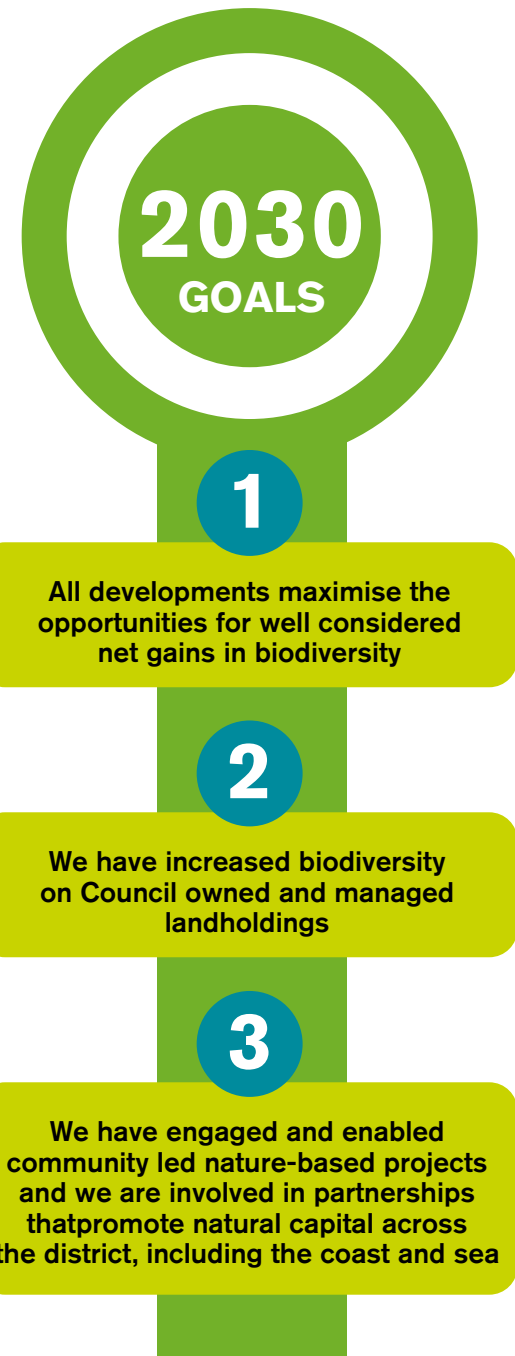 2030
GOALS
1
All developments maximise the
opportunities for well considered
net gains in biodiversity
2
We have increased biodiversity
on Council owned and managed
landholdings
3
We have engaged and enabled
community led nature-based projects
and we are involved in partnerships
thatpromote natural capital across
the district, including the coast and sea